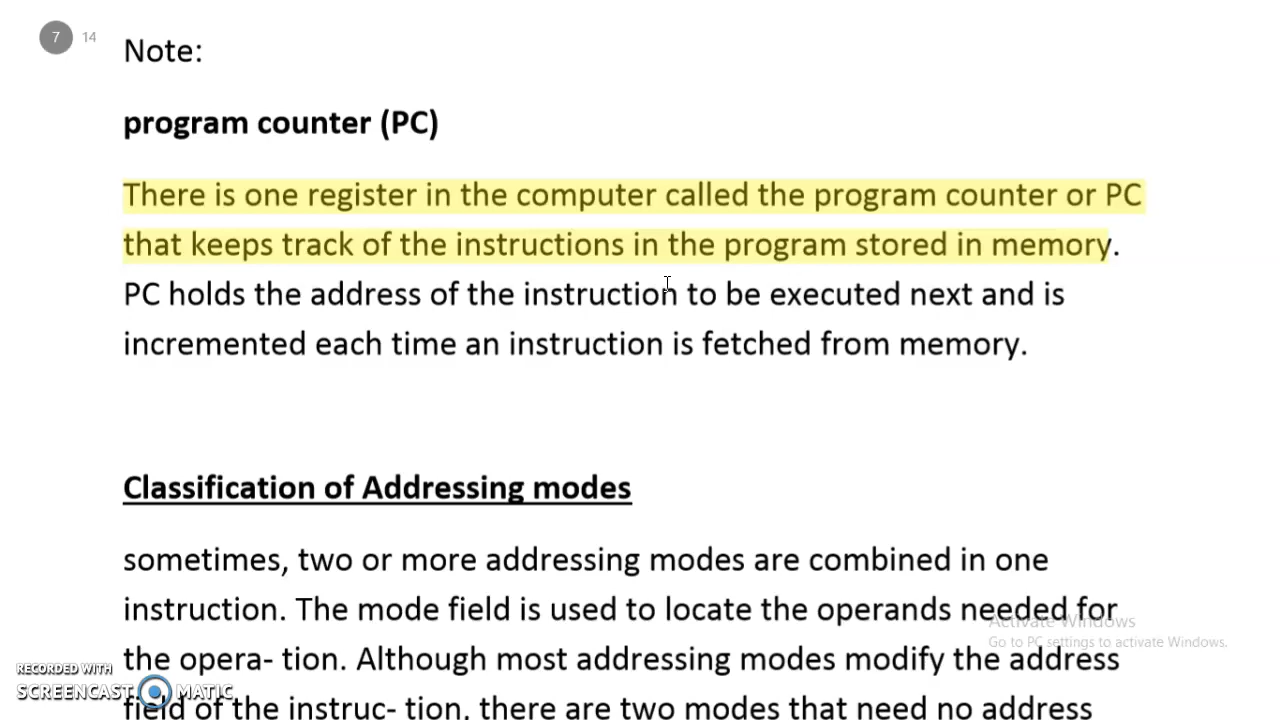 7 14
Note:
program counter (PC)
There is one register in the computer called the program counter or PC
that keeps track of the instructions in the program stored in memory.
PC holds the address of the instruction to be executed next and is
incremented each time an instruction is fetched from memory.
Classification of Addressing modes
sometimes, two or more addressing modes are combined in one
instruction. The mode field is used to locate the operands needed for
Activate Windows
Go to PC settings to activate Windows.
the opera- tion. Although most addressing modes modify the address
field of the instruc- tion, there are two modes that need no address
RECORDED WITH
SCREENCAST MATIC